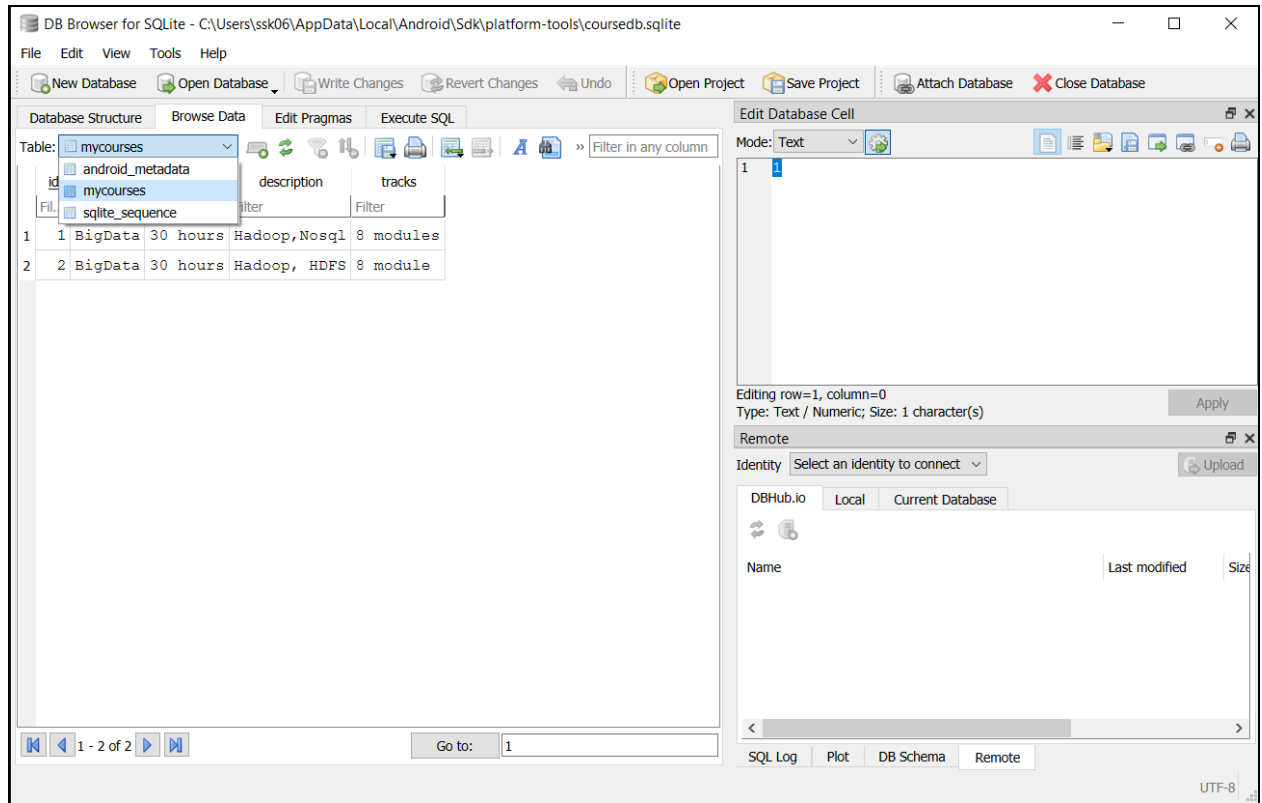 DB Browser for SQLite - C:\Users\ssk06\AppData\Local\Android\Sdk\platform-tools\coursedb.sqlite
File Edit View Tools Help
New Database Open Database Write Changes Revert Changes Undo Open Project Save Project Attach Database Close Database
Database Structure Browse Data Edit Pragmas Execute SQL
Table: mycourses » Filter in any column
android_metadata
mycourses
sqlite_sequence
id description tracks
Fil... ilter Filter
1 1 BigData 30 hours Hadoop,Nosql 8 modules
2 2 BigData 30 hours Hadoop, HDFS 8 module
1 - 2 of 2 Go to: 1
Edit Database Cell
Mode: Text
1 1
Editing row=1, column=0
Type: Text / Numeric; Size: 1 character(s)
Apply
Remote
Identity Select an identity to connect Upload
DBHub.io Local Current Database
Name Last modified Size
SQL Log Plot DB Schema Remote
UTF-8